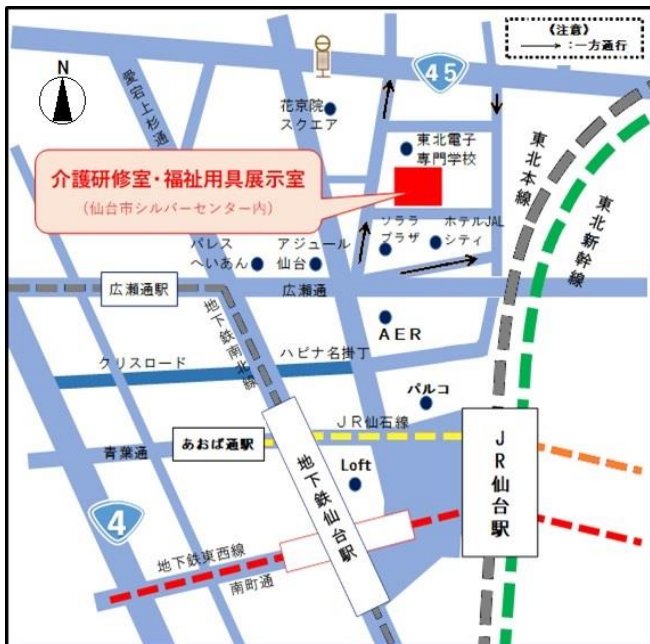 《注意》
:一方通行
N
45
愛宕上杉通
花京院
スクエア
東北電子
専門学校
東北本線
東北新幹線
介護研修室・福祉用具展示室
(仙台市シルバーセンター内)
ソララ
プラザ
ホテルJAL
シティ
パレス
へいあん
アジュール
仙台
広瀬通駅
広瀬通
地下鉄南北線
AER
クリスロード
ハピナ名掛丁
パルコ
JR仙石線
あおば通駅
青葉通
Loft
地下鉄仙台駅
JR仙台駅
4
地下鉄東西線
南町通